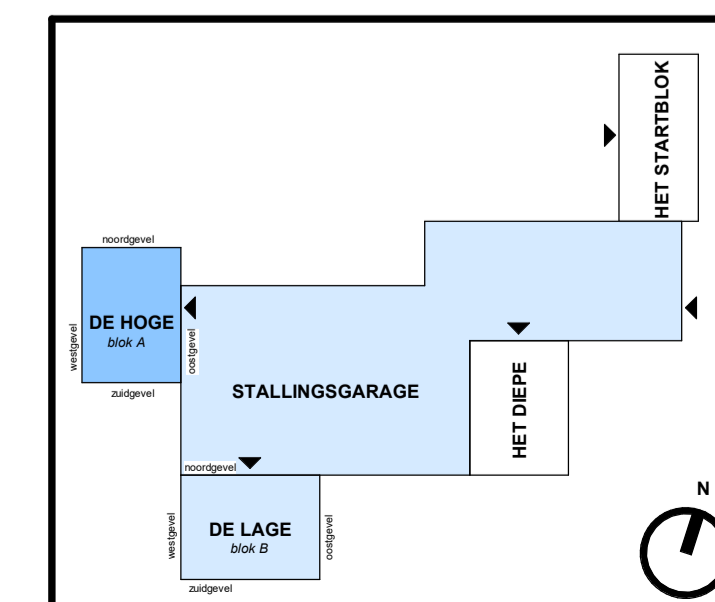 HET STARTBLOK
noordgevel
DE HOGE
blok A
westgevel
oostgevel
zuidgevel
STALLINGSGARAGE
HET DIEPE
noordgevel
DE LAGE
blok B
westgevel
oostgevel
zuidgevel
N